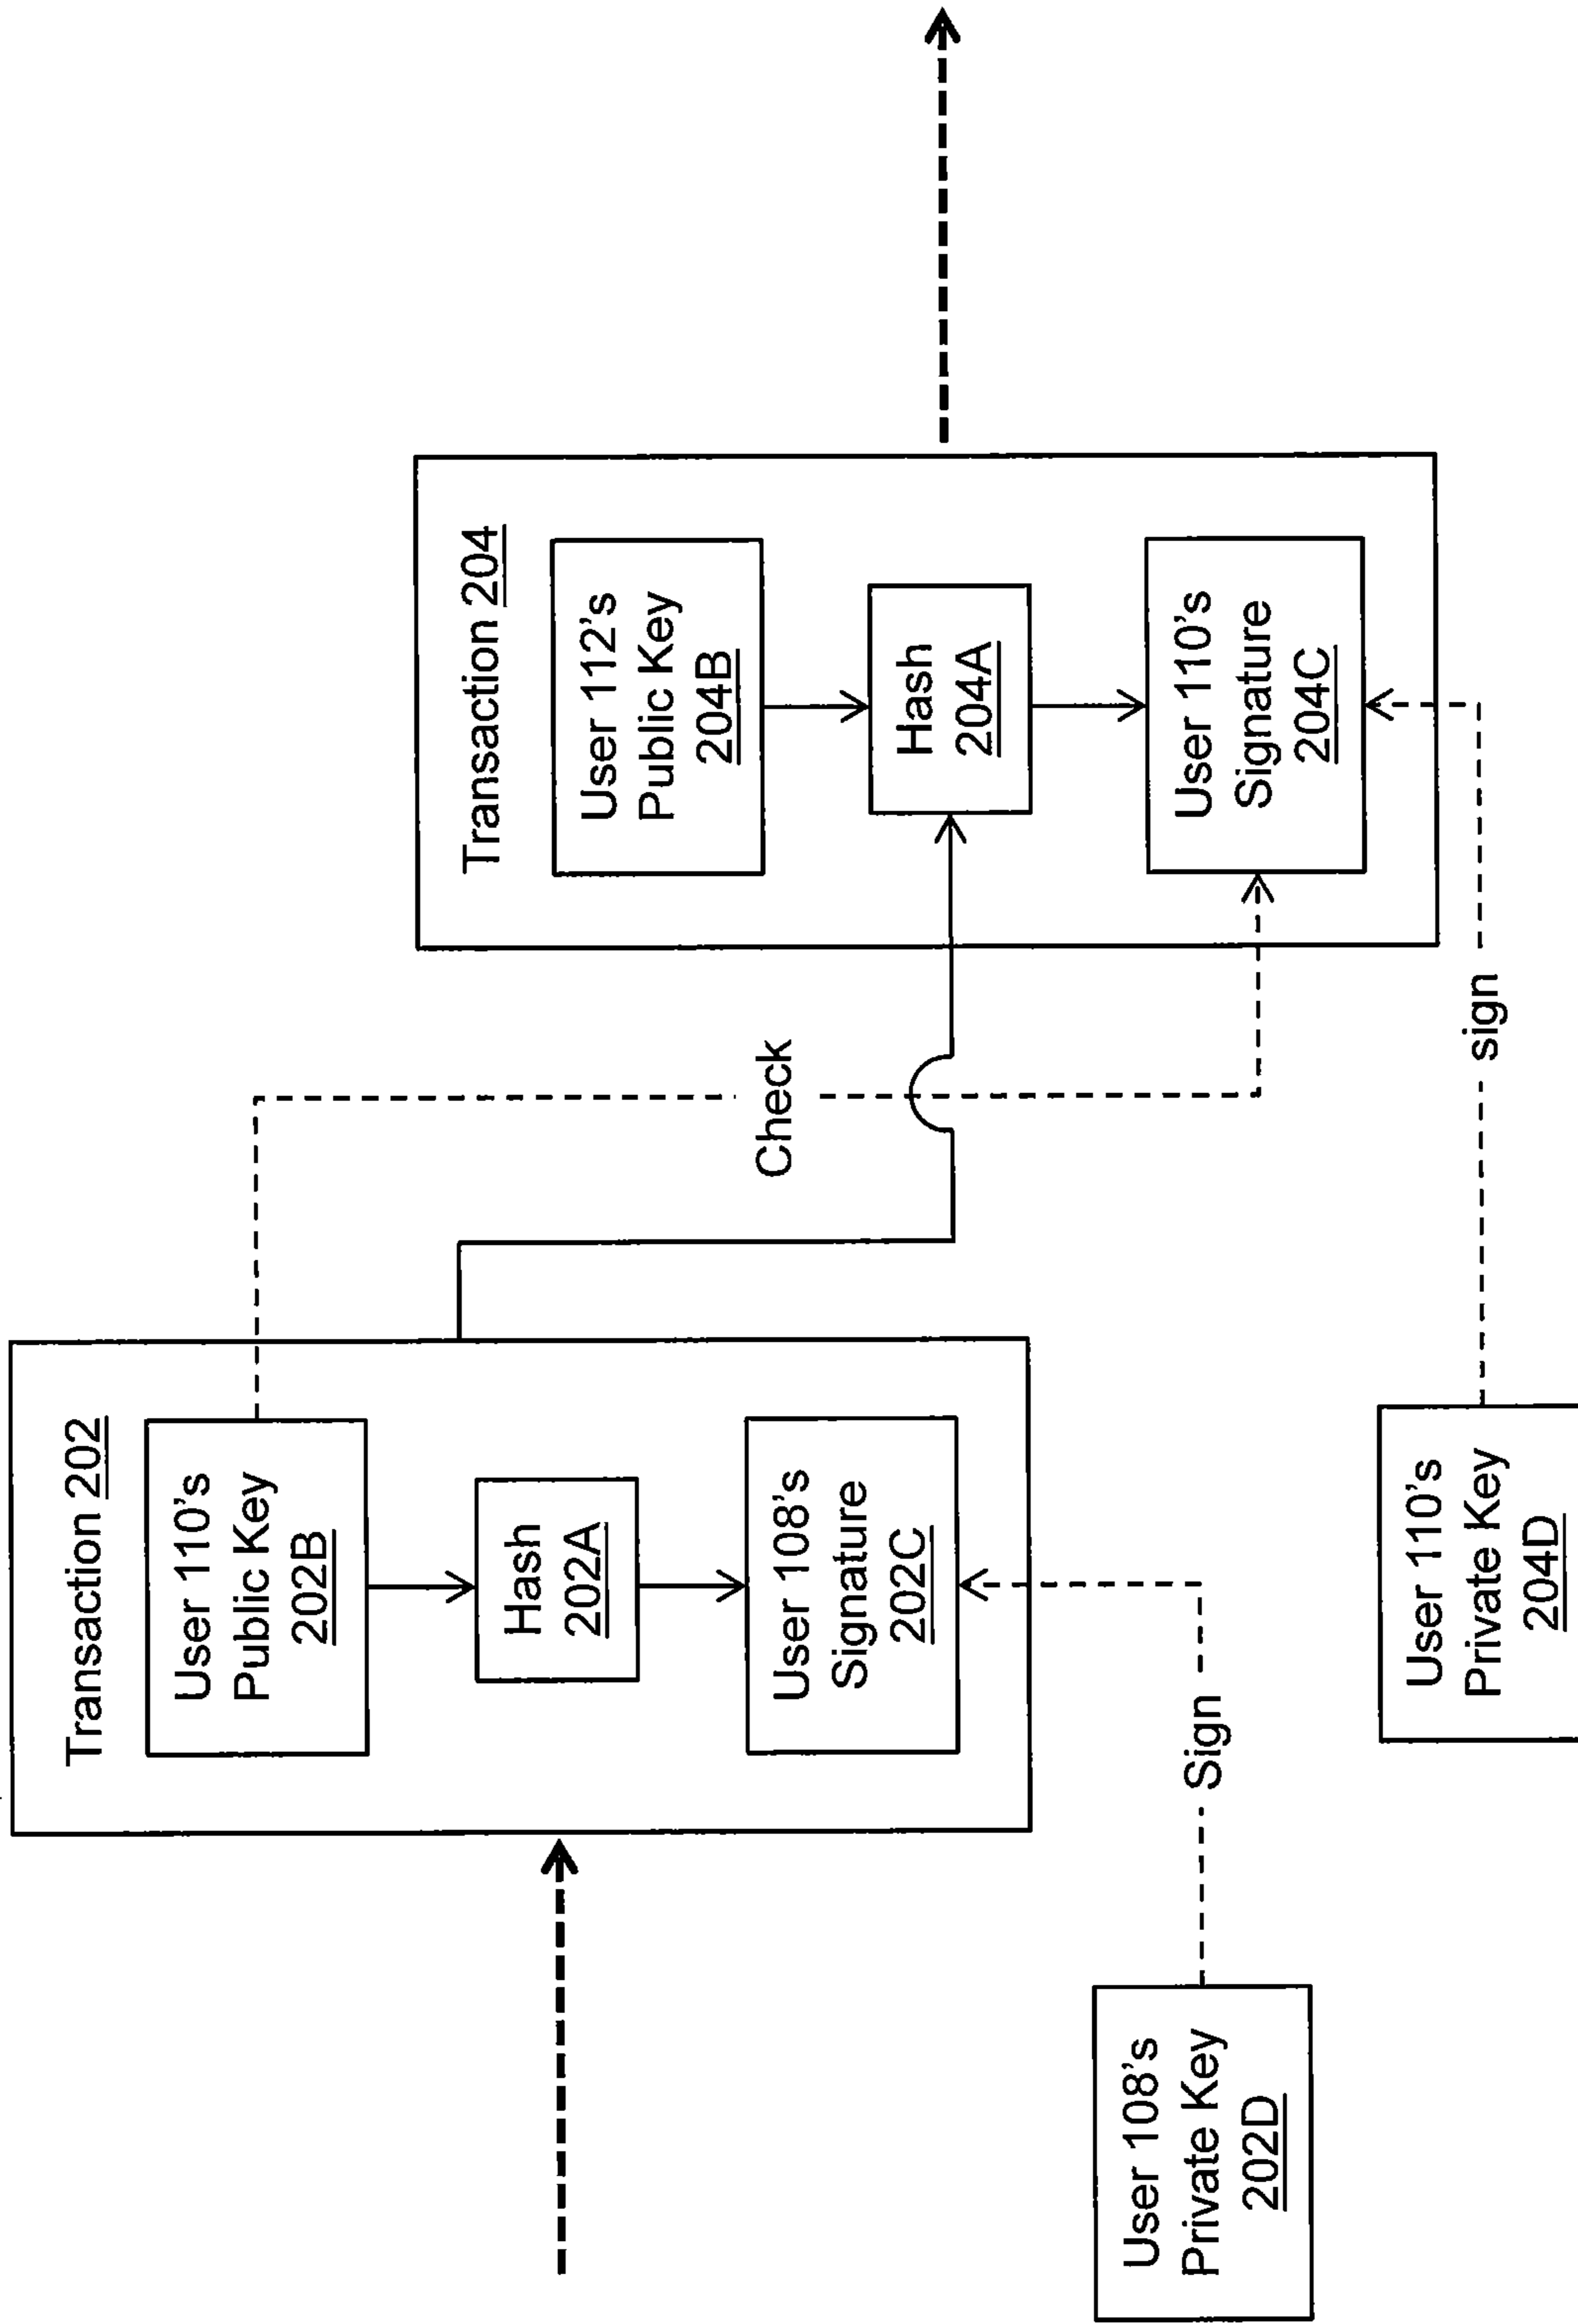 Transaction 202
User 110's
Public Key
202B
Hash
202A
User 108's
Signature
202C
User 108's
Private Key
202D
Sign
Check
Transaction 204
User 112's
Public Key
204B
Hash
204A
User 110's
Signature
204C
User 110's
Private Key
204D
sign